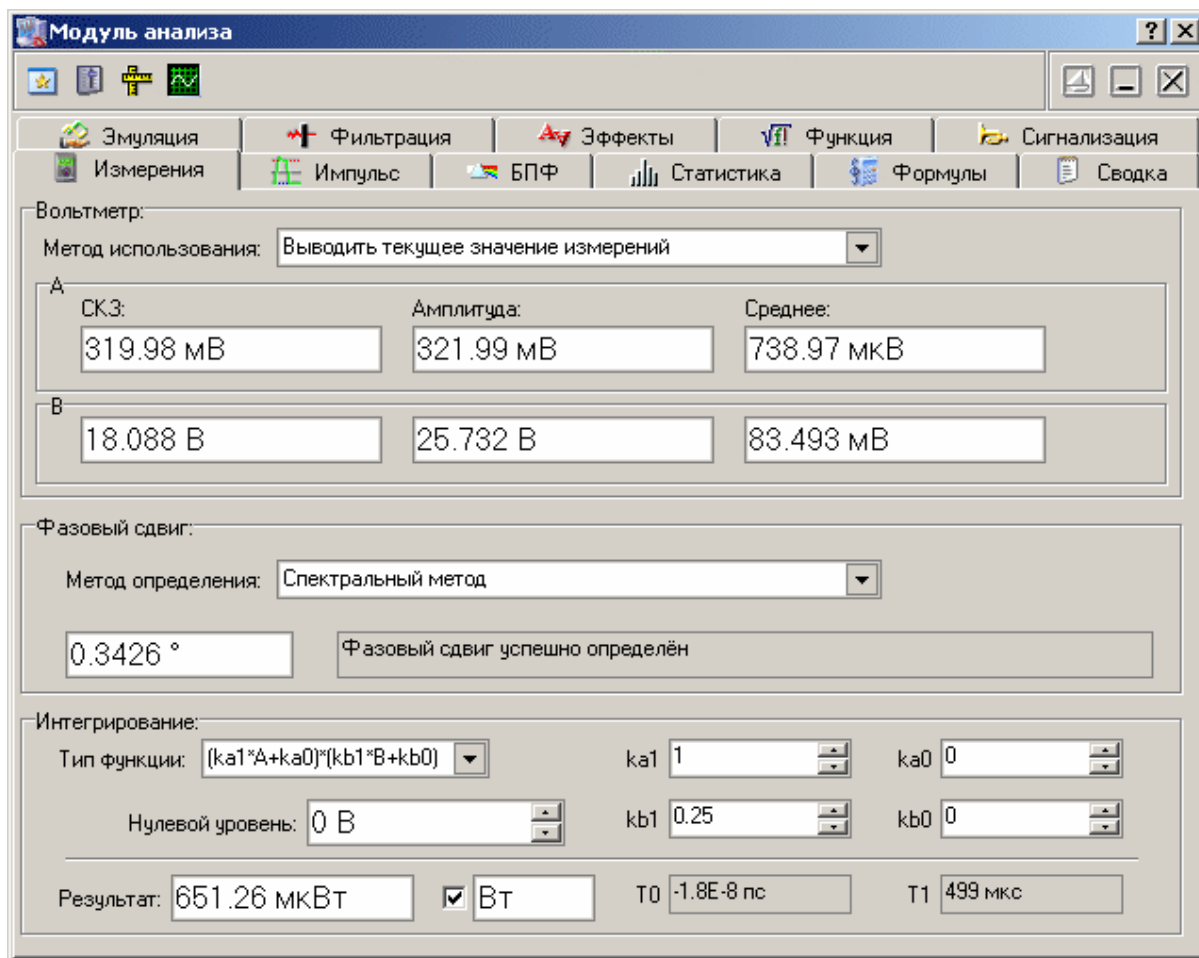 Модуль анализа
Эмуляция Фильтрация Эффекты Функция Сигнализация
Измерения Импульс БПФ Статистика Формулы Сводка
Вольтметр:
Метод использования: Выводить текущее значение измерений
A
СКЗ: Амплитуда: Среднее:
319.98 мВ 321.99 мВ 738.97 мкВ
B
18.088 В 25.732 В 83.493 мВ
Фазовый сдвиг:
Метод определения: Спектральный метод
0.3426 ° Фазовый сдвиг успешно определён
Интегрирование:
Тип функции: (ka1*A+ka0)*(kb1*B+kb0) ka1 1 ka0 0
Нулевой уровень: 0 В kb1 0.25 kb0 0
Результат: 651.26 мкВт Вт T0 -1.8E-8 пс T1 499 мкс